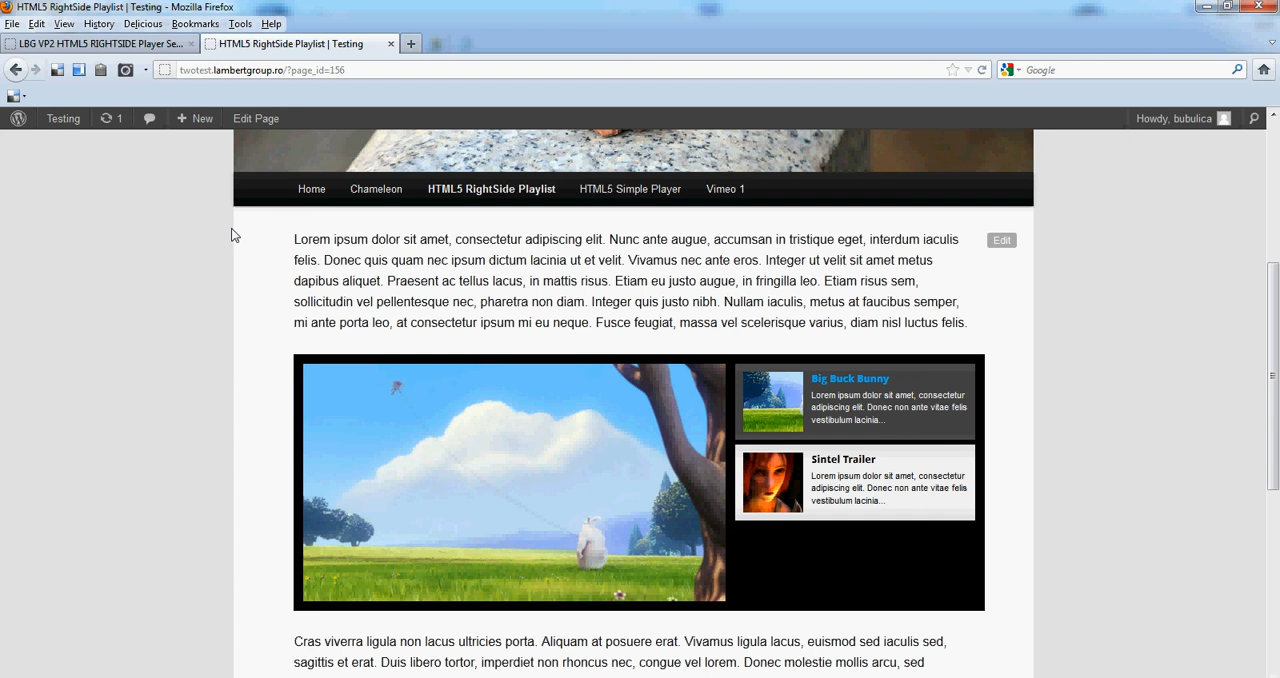 HTML5 RightSide Playlist | Testing - Mozilla Firefox
File Edit View History Delicious Bookmarks Tools Help
LBG VP2 HTML5 RIGHTSIDE Player Se... × HTML5 RightSide Playlist | Testing × +
twotest.lambertgroup.ro/?page_id=156 Google
Testing 1 + New Edit Page Howdy, bubulica
Home Chameleon HTML5 RightSide Playlist HTML5 Simple Player Vimeo 1
Lorem ipsum dolor sit amet, consectetur adipiscing elit. Nunc ante augue, accumsan in tristique eget, interdum iaculis
Edit
felis. Donec quis quam nec ipsum dictum lacinia ut et velit. Vivamus nec ante eros. Integer ut velit sit amet metus
dapibus aliquet. Praesent ac tellus lacus, in mattis risus. Etiam eu justo augue, in fringilla leo. Etiam risus sem,
sollicitudin vel pellentesque nec, pharetra non diam. Integer quis justo nibh. Nullam iaculis, metus at faucibus semper,
mi ante porta leo, at consectetur ipsum mi eu neque. Fusce feugiat, massa vel scelerisque varius, diam nisl luctus felis.
Big Buck Bunny
Lorem ipsum dolor sit amet, consectetur
adipiscing elit. Donec non ante vitae felis
vestibulum lacinia...
Sintel Trailer
Lorem ipsum dolor sit amet, consectetur
adipiscing elit. Donec non ante vitae felis
vestibulum lacinia...
Cras viverra ligula non lacus ultricies porta. Aliquam at posuere erat. Vivamus ligula lacus, euismod sed iaculis sed,
sagittis et erat. Duis libero tortor, imperdiet non rhoncus nec, congue vel lorem. Donec molestie mollis arcu, sed